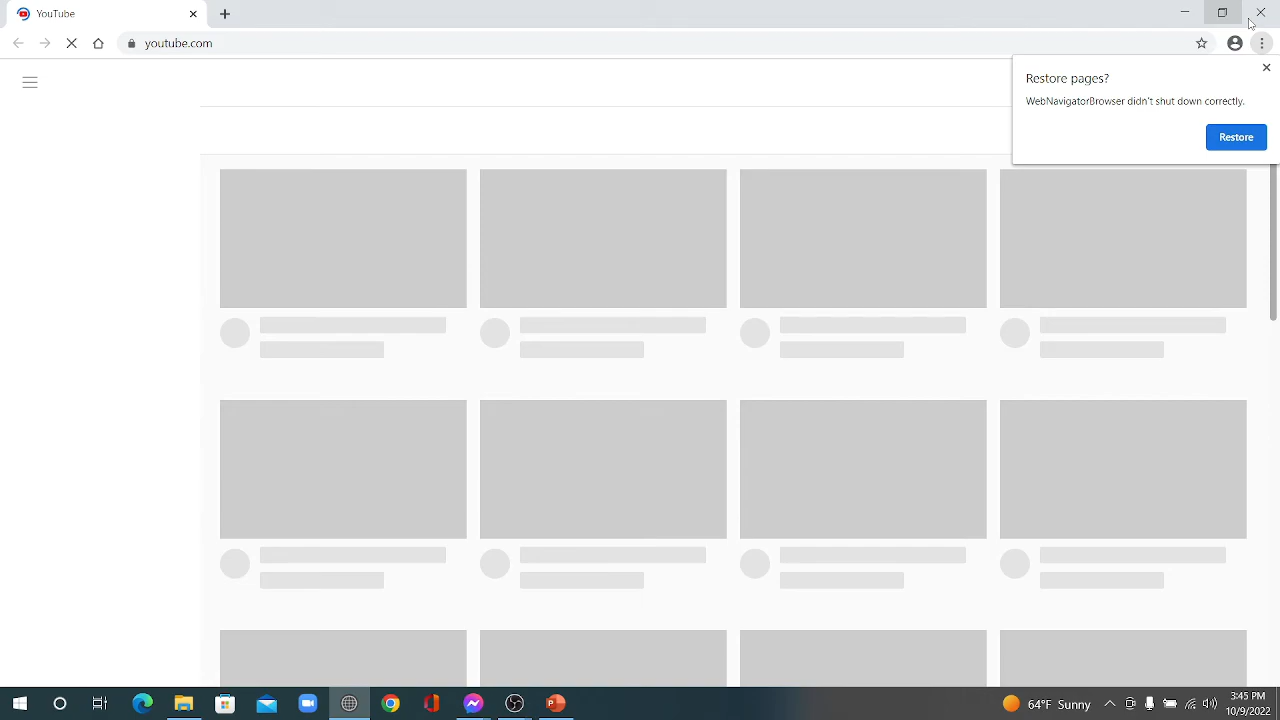 YouTube
youtube.com
Restore pages?
WebNavigatorBrowser didn't shut down correctly.
Restore
64°F Sunny
3:45 PM
10/9/2022